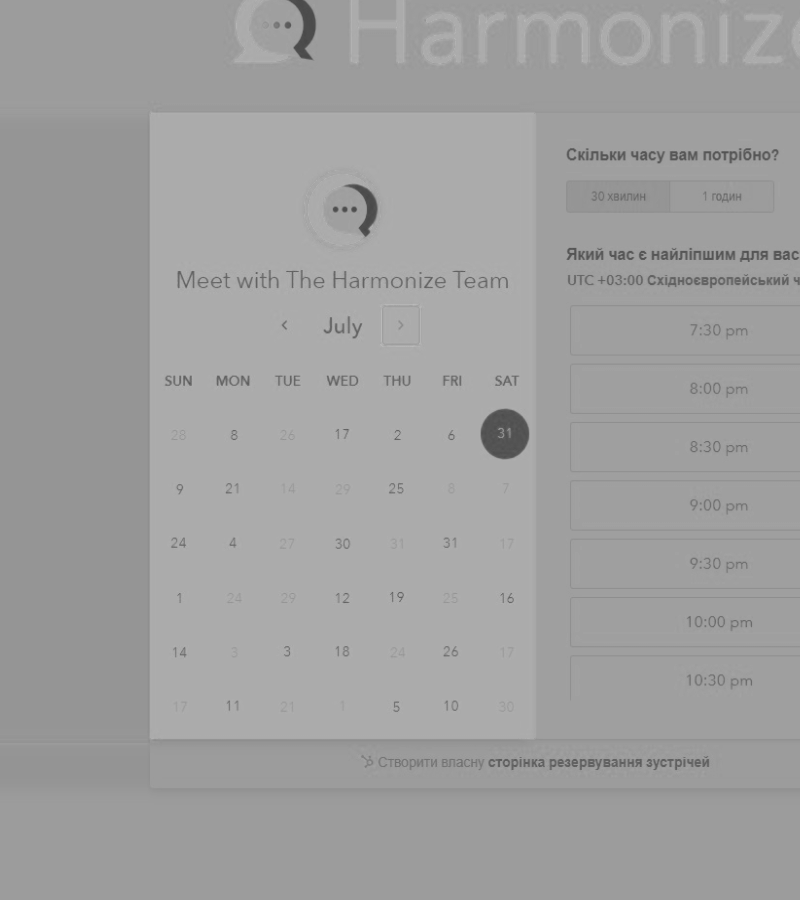 Harmonize
Meet with The Harmonize Team
July
SUN MON TUE WED THU FRI SAT
28 8 26 17 2 6 31
9 21 14 29 25 8 7
24 4 27 30 31 31 17
1 24 29 12 19 25 16
14 3 3 18 24 26 17
17 11 21 1 5 10 30
Скільки часу вам потрібно?
30 хвилин 1 годин
Який час є найліпшим для вас
UTC +03:00 Східноєвропейський ч
7:30 pm
8:00 pm
8:30 pm
9:00 pm
9:30 pm
10:00 pm
10:30 pm
Створити власну сторінка резервування зустрічей